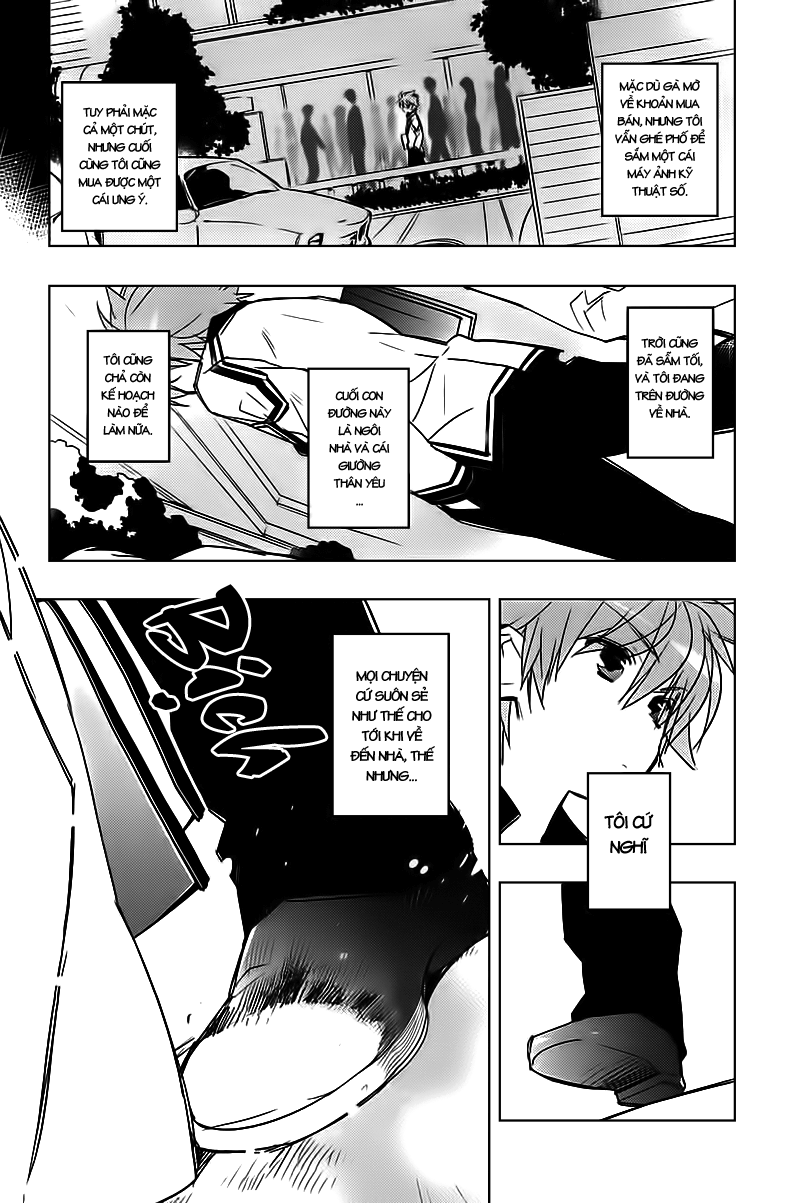 MẶC DÙ GÀ MỜ
VỀ KHOẢN MUA
BÁN, NHƯNG TÔI
VẪN GHÉ PHỐ ĐỂ
SẮM MỘT CÁI
MÁY ẢNH KỸ
THUẬT SỐ.
TUY PHẢI MẶC
CẢ MỘT CHÚT,
NHƯNG CUỐI
CÙNG TÔI CŨNG
MUA ĐƯỢC MỘT
CÁI ƯNG Ý.
TRỜI CŨNG
ĐÃ SẨM TỐI,
VÀ TÔI ĐANG
TRÊN ĐƯỜNG
VỀ NHÀ.
CUỐI CON
ĐƯỜNG NÀY
LÀ NGÔI
NHÀ VÀ CÁI
GIƯỜNG
THÂN YÊU
...
TÔI CŨNG
CHẢ CÒN
KẾ HOẠCH
NÀO ĐỂ
LÀM NỮA.
TÔI CỨ
NGHĨ
MỌI CHUYỆN
CỨ SUÔN SẺ
NHƯ THẾ CHO
TỚI KHI VỀ
ĐẾN NHÀ, THẾ
NHƯNG...
Bịch